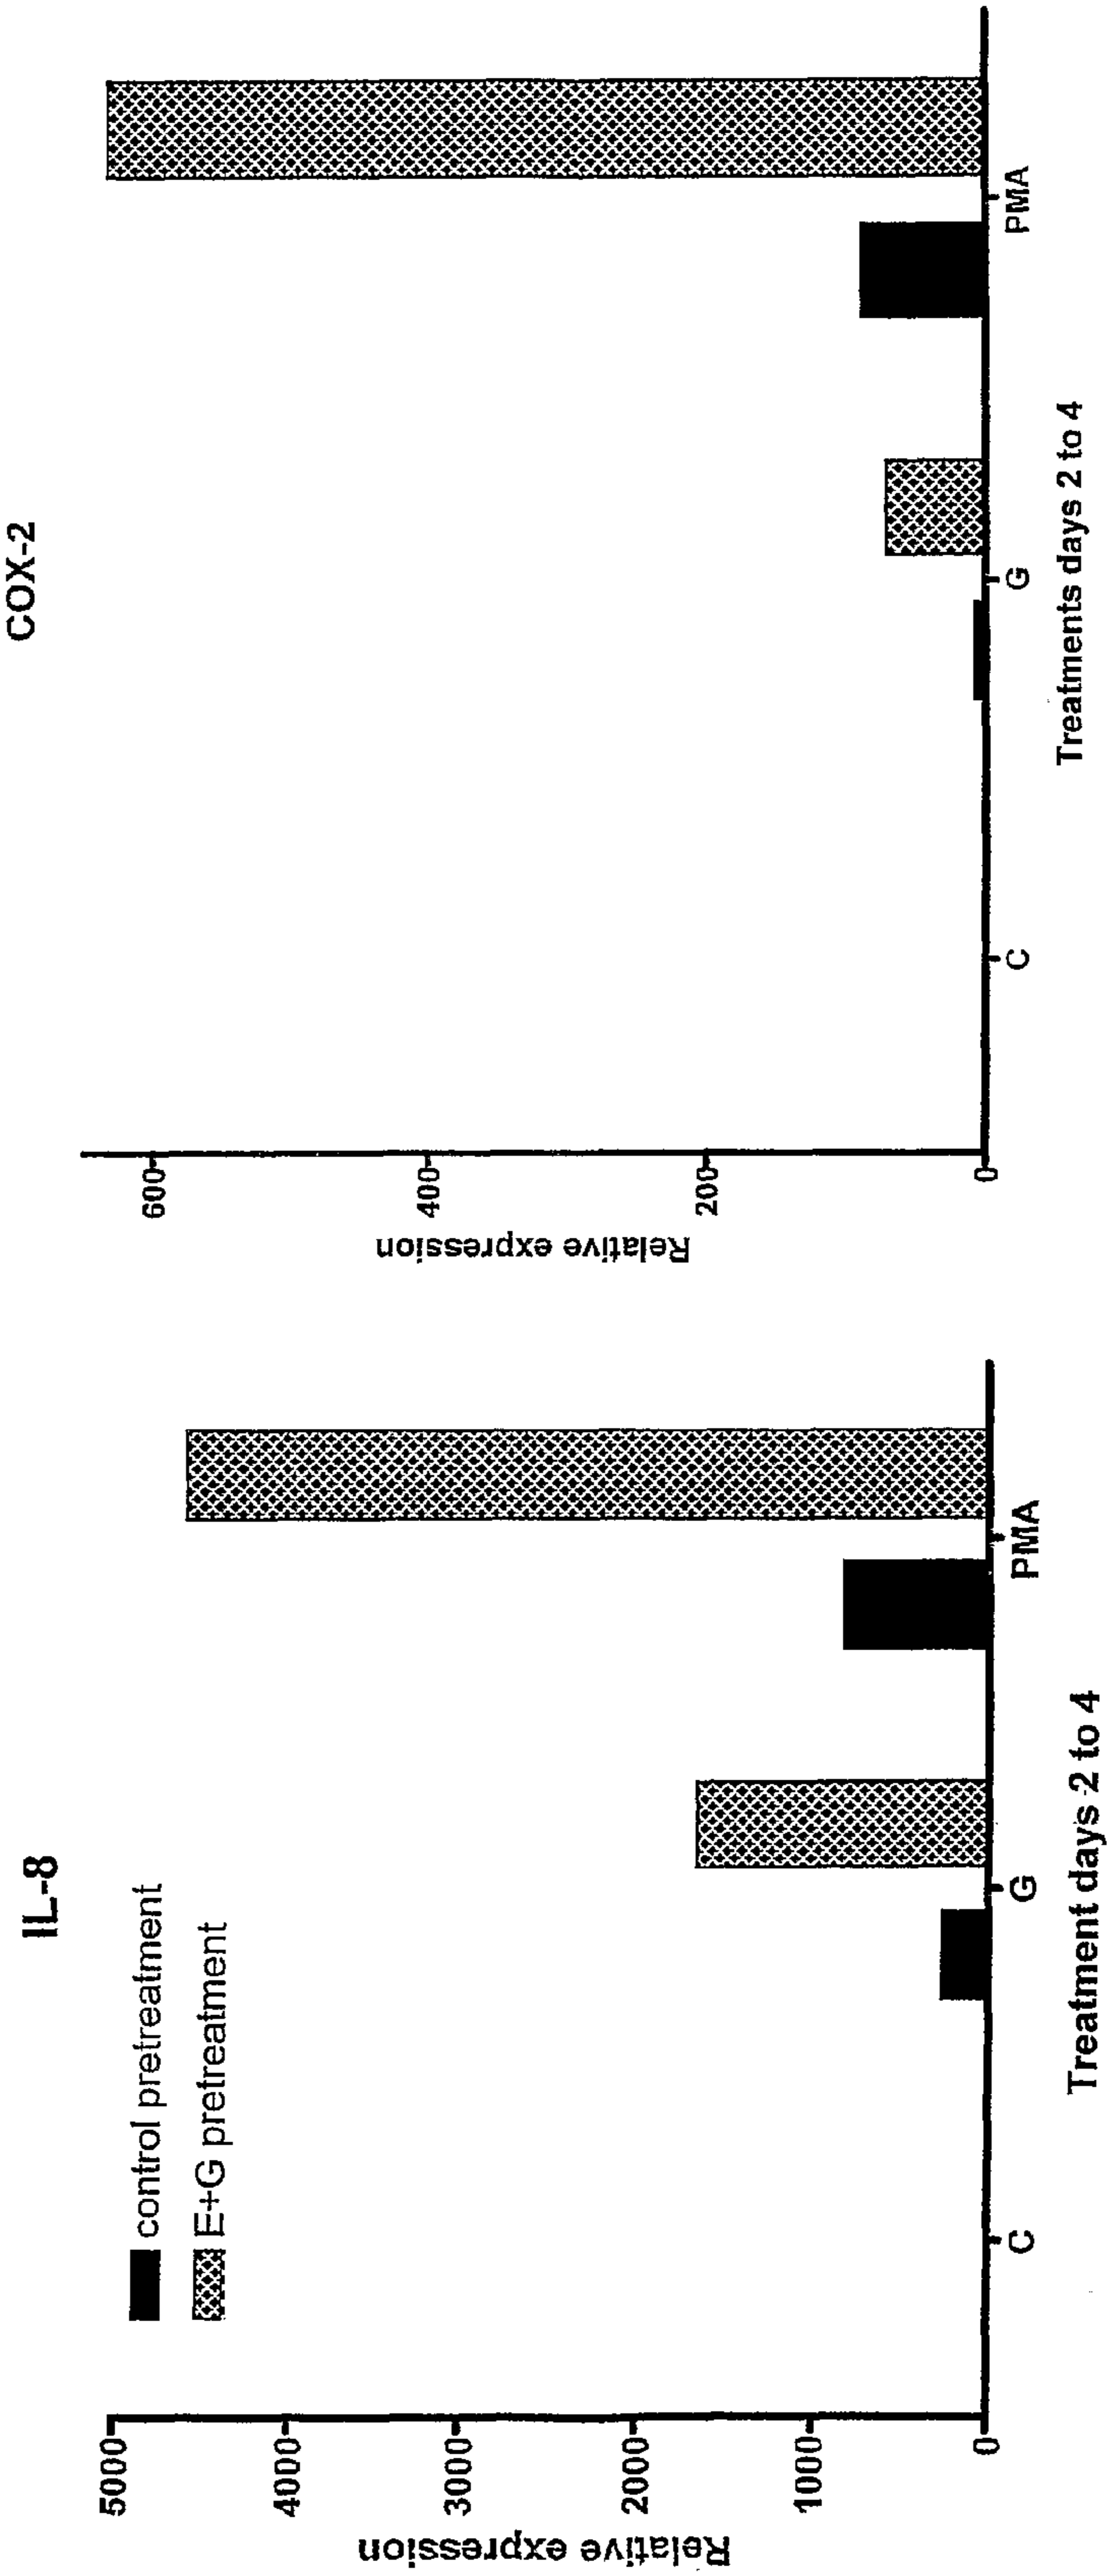 IL-8
control pretreatment
E+G pretreatment
Relative expression
5000
4000
3000
2000
1000
0
C
G
PMA
Treatment days 2 to 4
COX-2
Relative expression
600
400
200
0
C
G
PMA
Treatments days 2 to 4